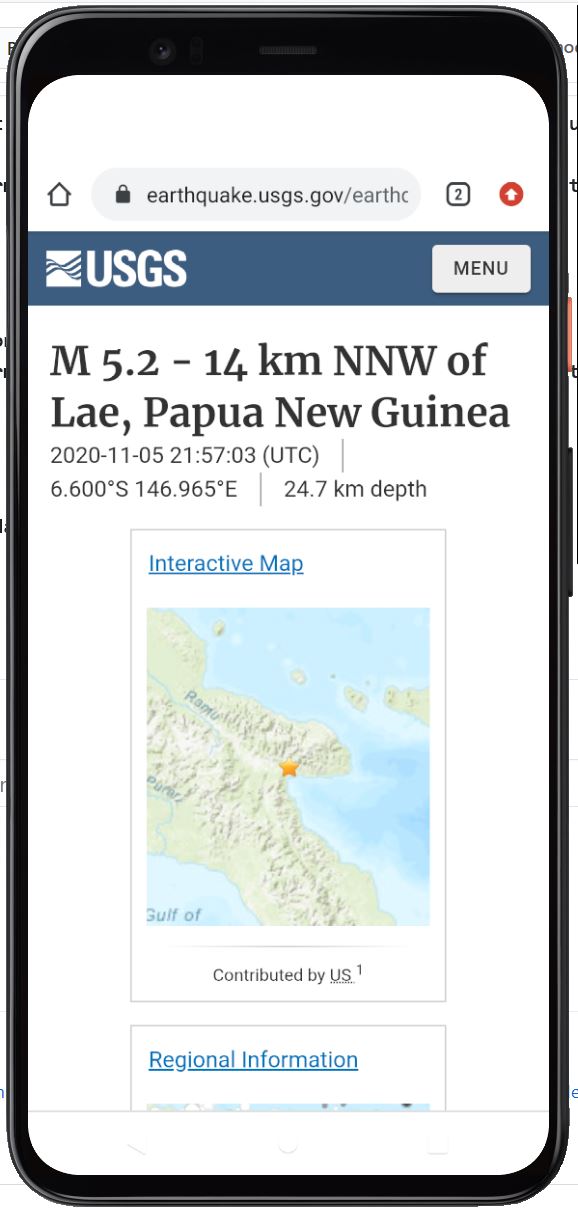 earthquake.usgs.gov/earthc
2
USGS
MENU
M 5.2 - 14 km NNW of
Lae, Papua New Guinea
2020-11-05 21:57:03 (UTC)
6.600°S 146.965°E
24.7 km depth
Interactive Map
Ramu
Purari
Gulf of
Contributed by US 1
Regional Information